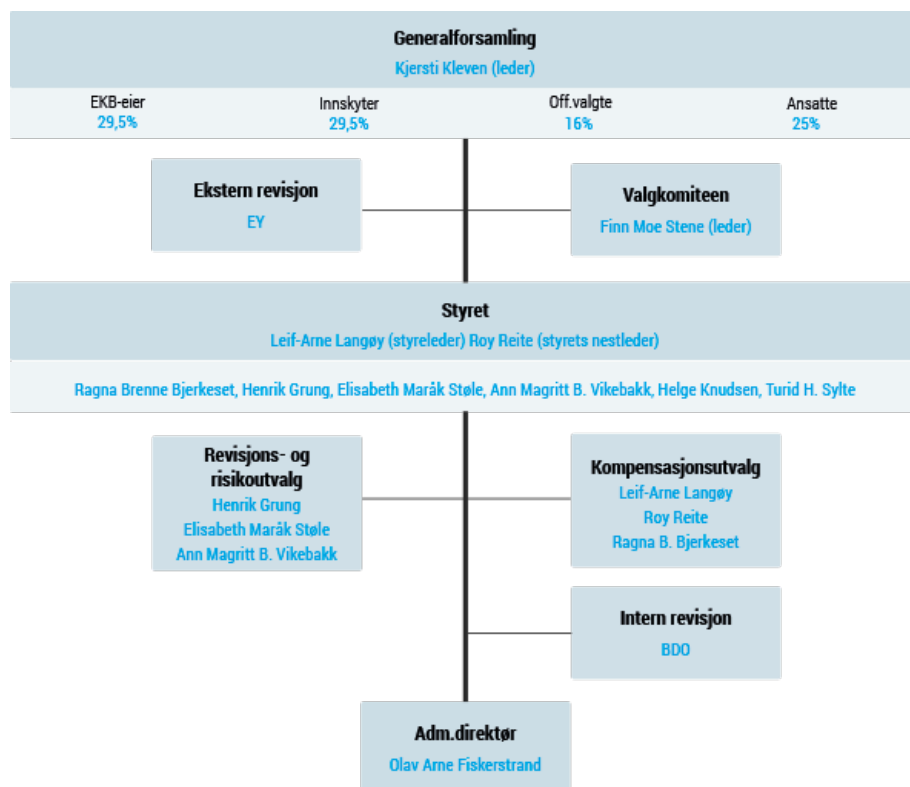 Generalforsamling
Kjersti Kleven (leder)
EKB-eier
29,5%
Innskyter
29,5%
Off.valgte
16%
Ansatte
25%
Ekstern revisjon
EY
Valgkomiteen
Finn Moe Stene (leder)
Styret
Leif-Arne Langøy (styreleder) Roy Reite (styrets nestleder)
Ragna Brenne Bjerkeset, Henrik Grung, Elisabeth Maråk Støle, Ann Magritt B. Vikebakk, Helge Knudsen, Turid H. Sylte
Revisjons- og
risikoutvalg
Henrik Grung
Elisabeth Maråk Støle
Ann Magritt B. Vikebakk
Kompensasjonsutvalg
Leif-Arne Langøy
Roy Reite
Ragna B. Bjerkeset
Intern revisjon
BDO
Adm.direktør
Olav Arne Fiskerstrand